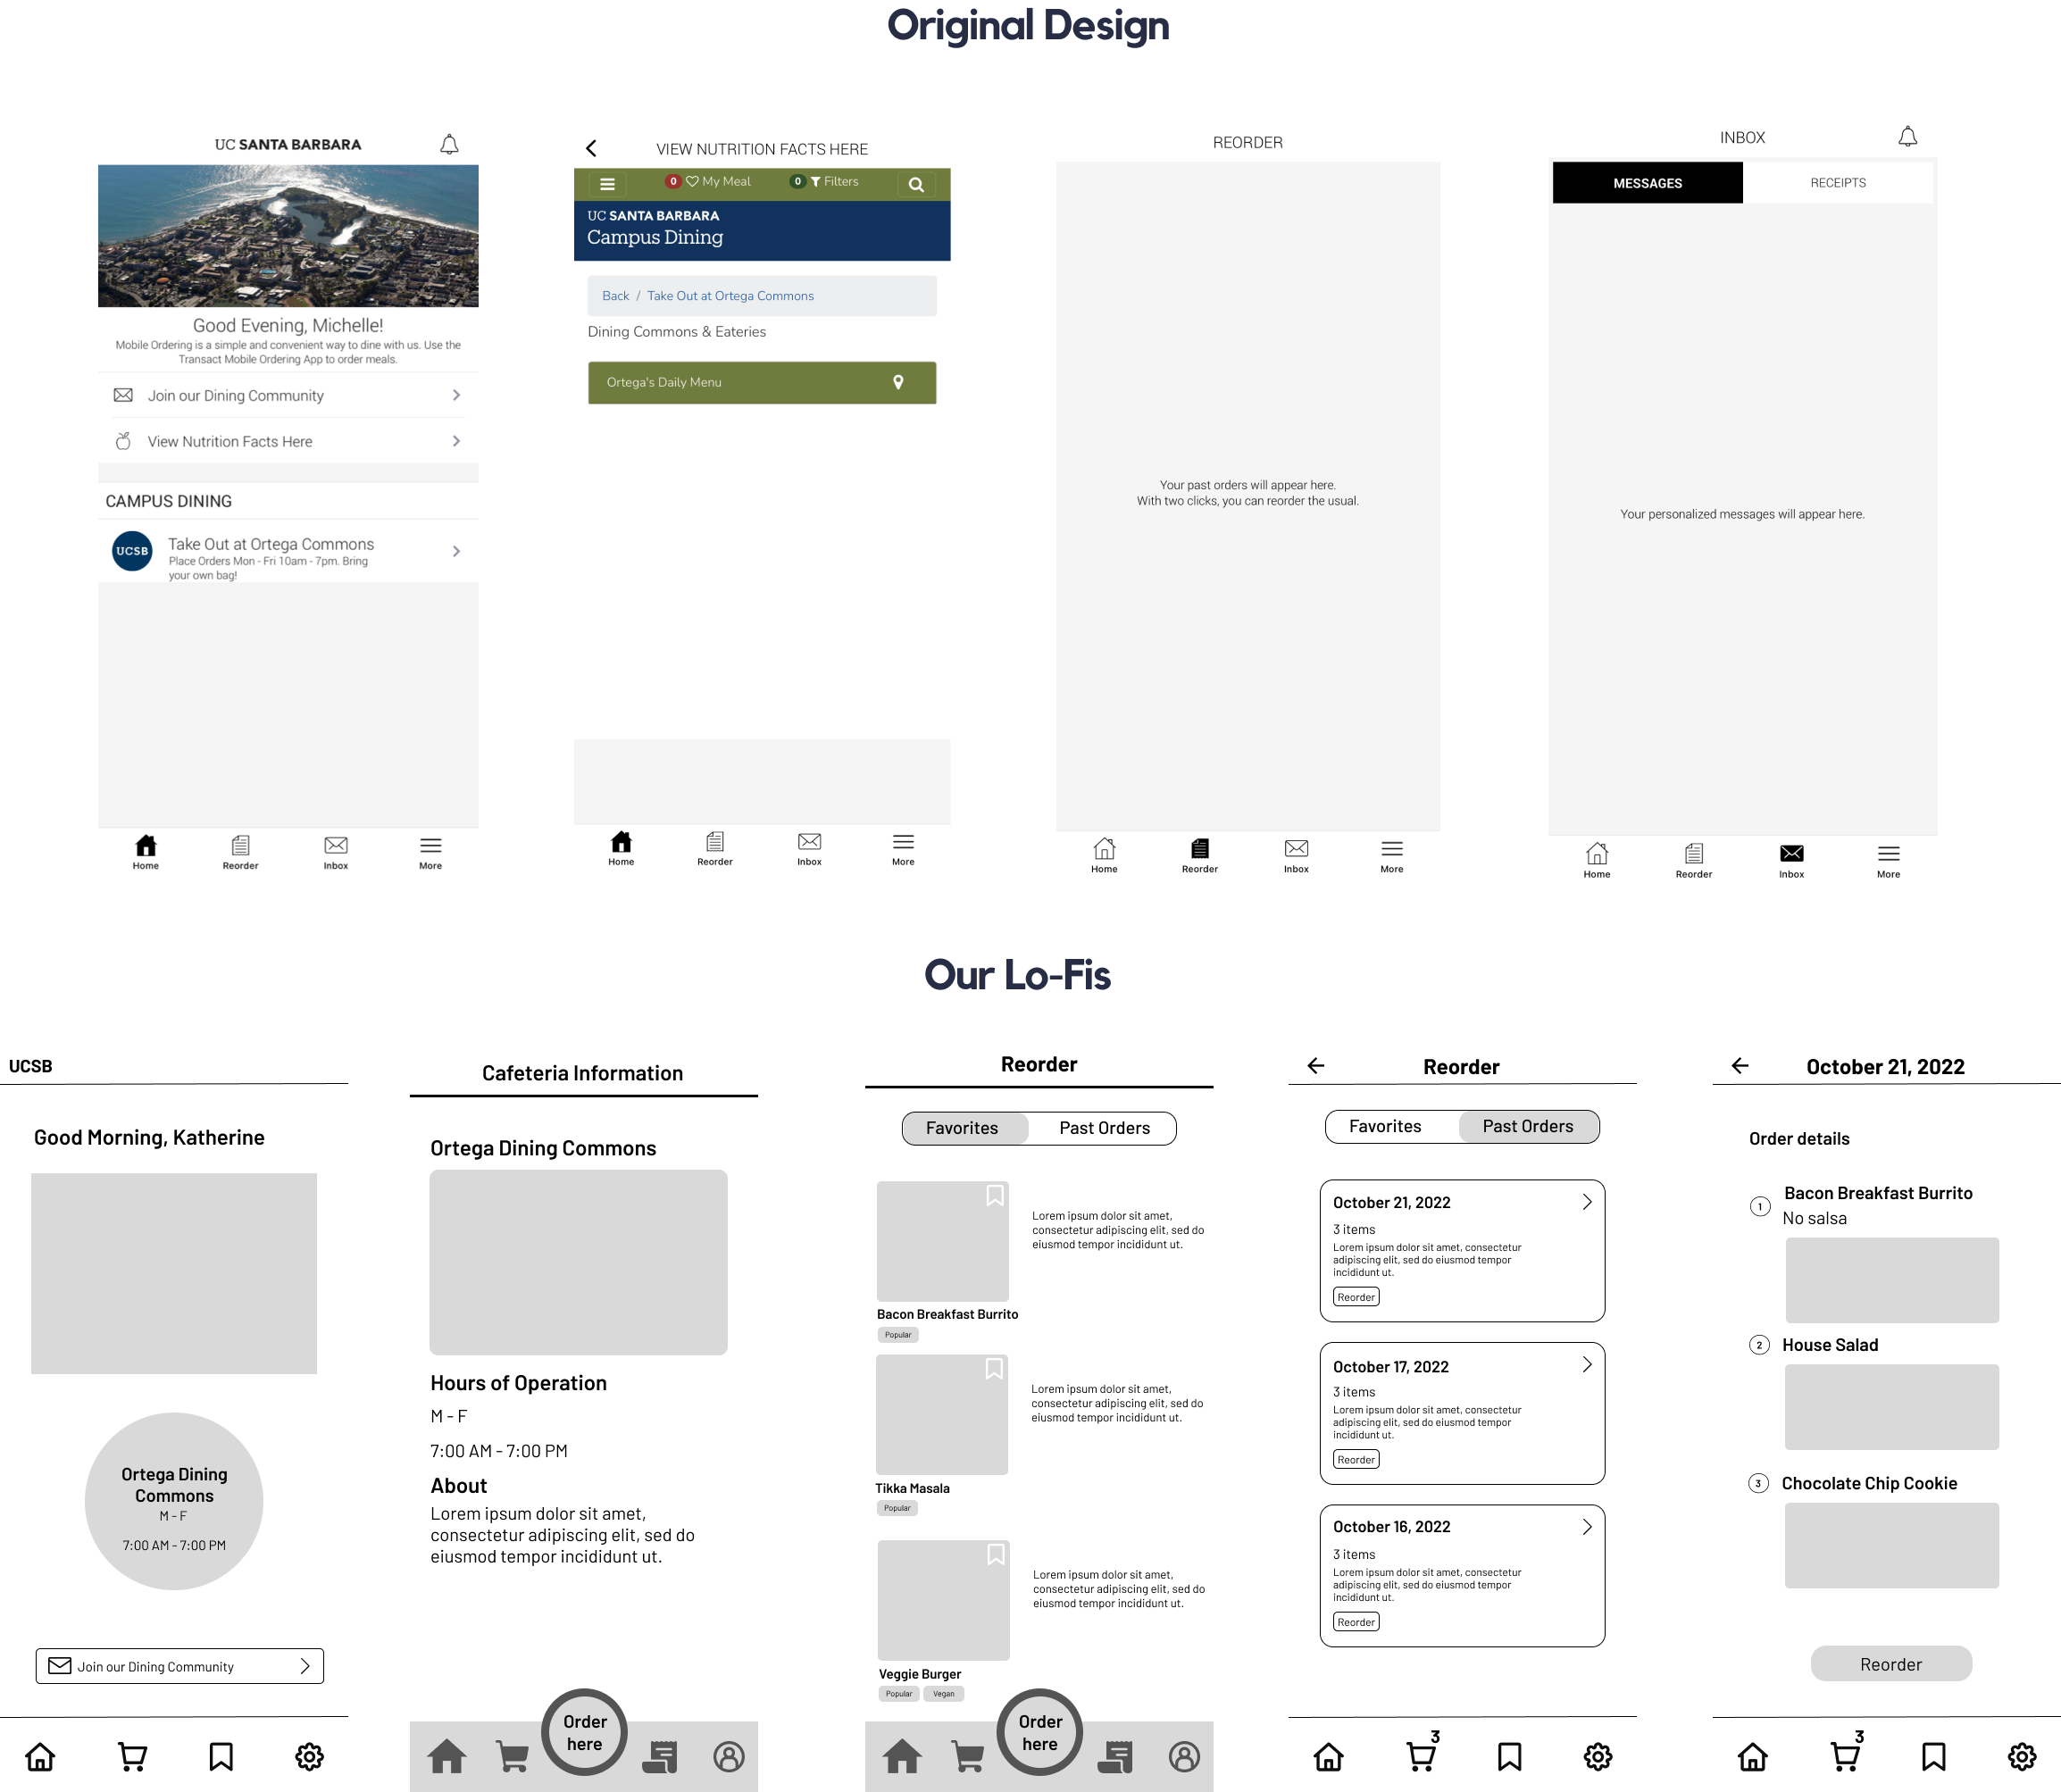 Original Design
UC SANTA BARBARA
Good Evening, Michelle!
Mobile Ordering is a simple and convenient way to dine with us. Use the
Transact Mobile Ordering App to order meals.
Join our Dining Community
View Nutrition Facts Here
CAMPUS DINING
UCSB
Take Out at Ortega Commons
Place Orders Mon - Fri 10am - 7pm. Bring
your own bag!
Home
Reorder
Inbox
More
VIEW NUTRITION FACTS HERE
0 My Meal
0 Filters
UC SANTA BARBARA
Campus Dining
Back / Take Out at Ortega Commons
Dining Commons & Eateries
Ortega's Daily Menu
Home
Reorder
Inbox
More
REORDER
Your past orders will appear here.
With two clicks, you can reorder the usual.
Home
Reorder
Inbox
More
INBOX
MESSAGES
RECEIPTS
Your personalized messages will appear here.
Home
Reorder
Inbox
More
Our Lo-Fis
UCSB
Good Morning, Katherine
Ortega Dining
Commons
M - F
7:00 AM - 7:00 PM
Join our Dining Community
Cafeteria Information
Ortega Dining Commons
Hours of Operation
M - F
7:00 AM - 7:00 PM
About
Lorem ipsum dolor sit amet,
consectetur adipiscing elit, sed do
eiusmod tempor incididunt ut.
Order
here
Reorder
Favorites
Past Orders
Lorem ipsum dolor sit amet,
consectetur adipiscing elit, sed do
eiusmod tempor incididunt ut.
Bacon Breakfast Burrito
Popular
Lorem ipsum dolor sit amet,
consectetur adipiscing elit, sed do
eiusmod tempor incididunt ut.
Tikka Masala
Popular
Lorem ipsum dolor sit amet,
consectetur adipiscing elit, sed do
eiusmod tempor incididunt ut.
Veggie Burger
Popular
Vegan
Order
here
Reorder
Favorites
Past Orders
October 21, 2022
3 items
Lorem ipsum dolor sit amet, consectetur
adipiscing elit, sed do eiusmod tempor
incididunt ut.
Reorder
October 17, 2022
3 items
Lorem ipsum dolor sit amet, consectetur
adipiscing elit, sed do eiusmod tempor
incididunt ut.
Reorder
October 16, 2022
3 items
Lorem ipsum dolor sit amet, consectetur
adipiscing elit, sed do eiusmod tempor
incididunt ut.
Reorder
3
October 21, 2022
Order details
1
Bacon Breakfast Burrito
No salsa
2
House Salad
3
Chocolate Chip Cookie
Reorder
3